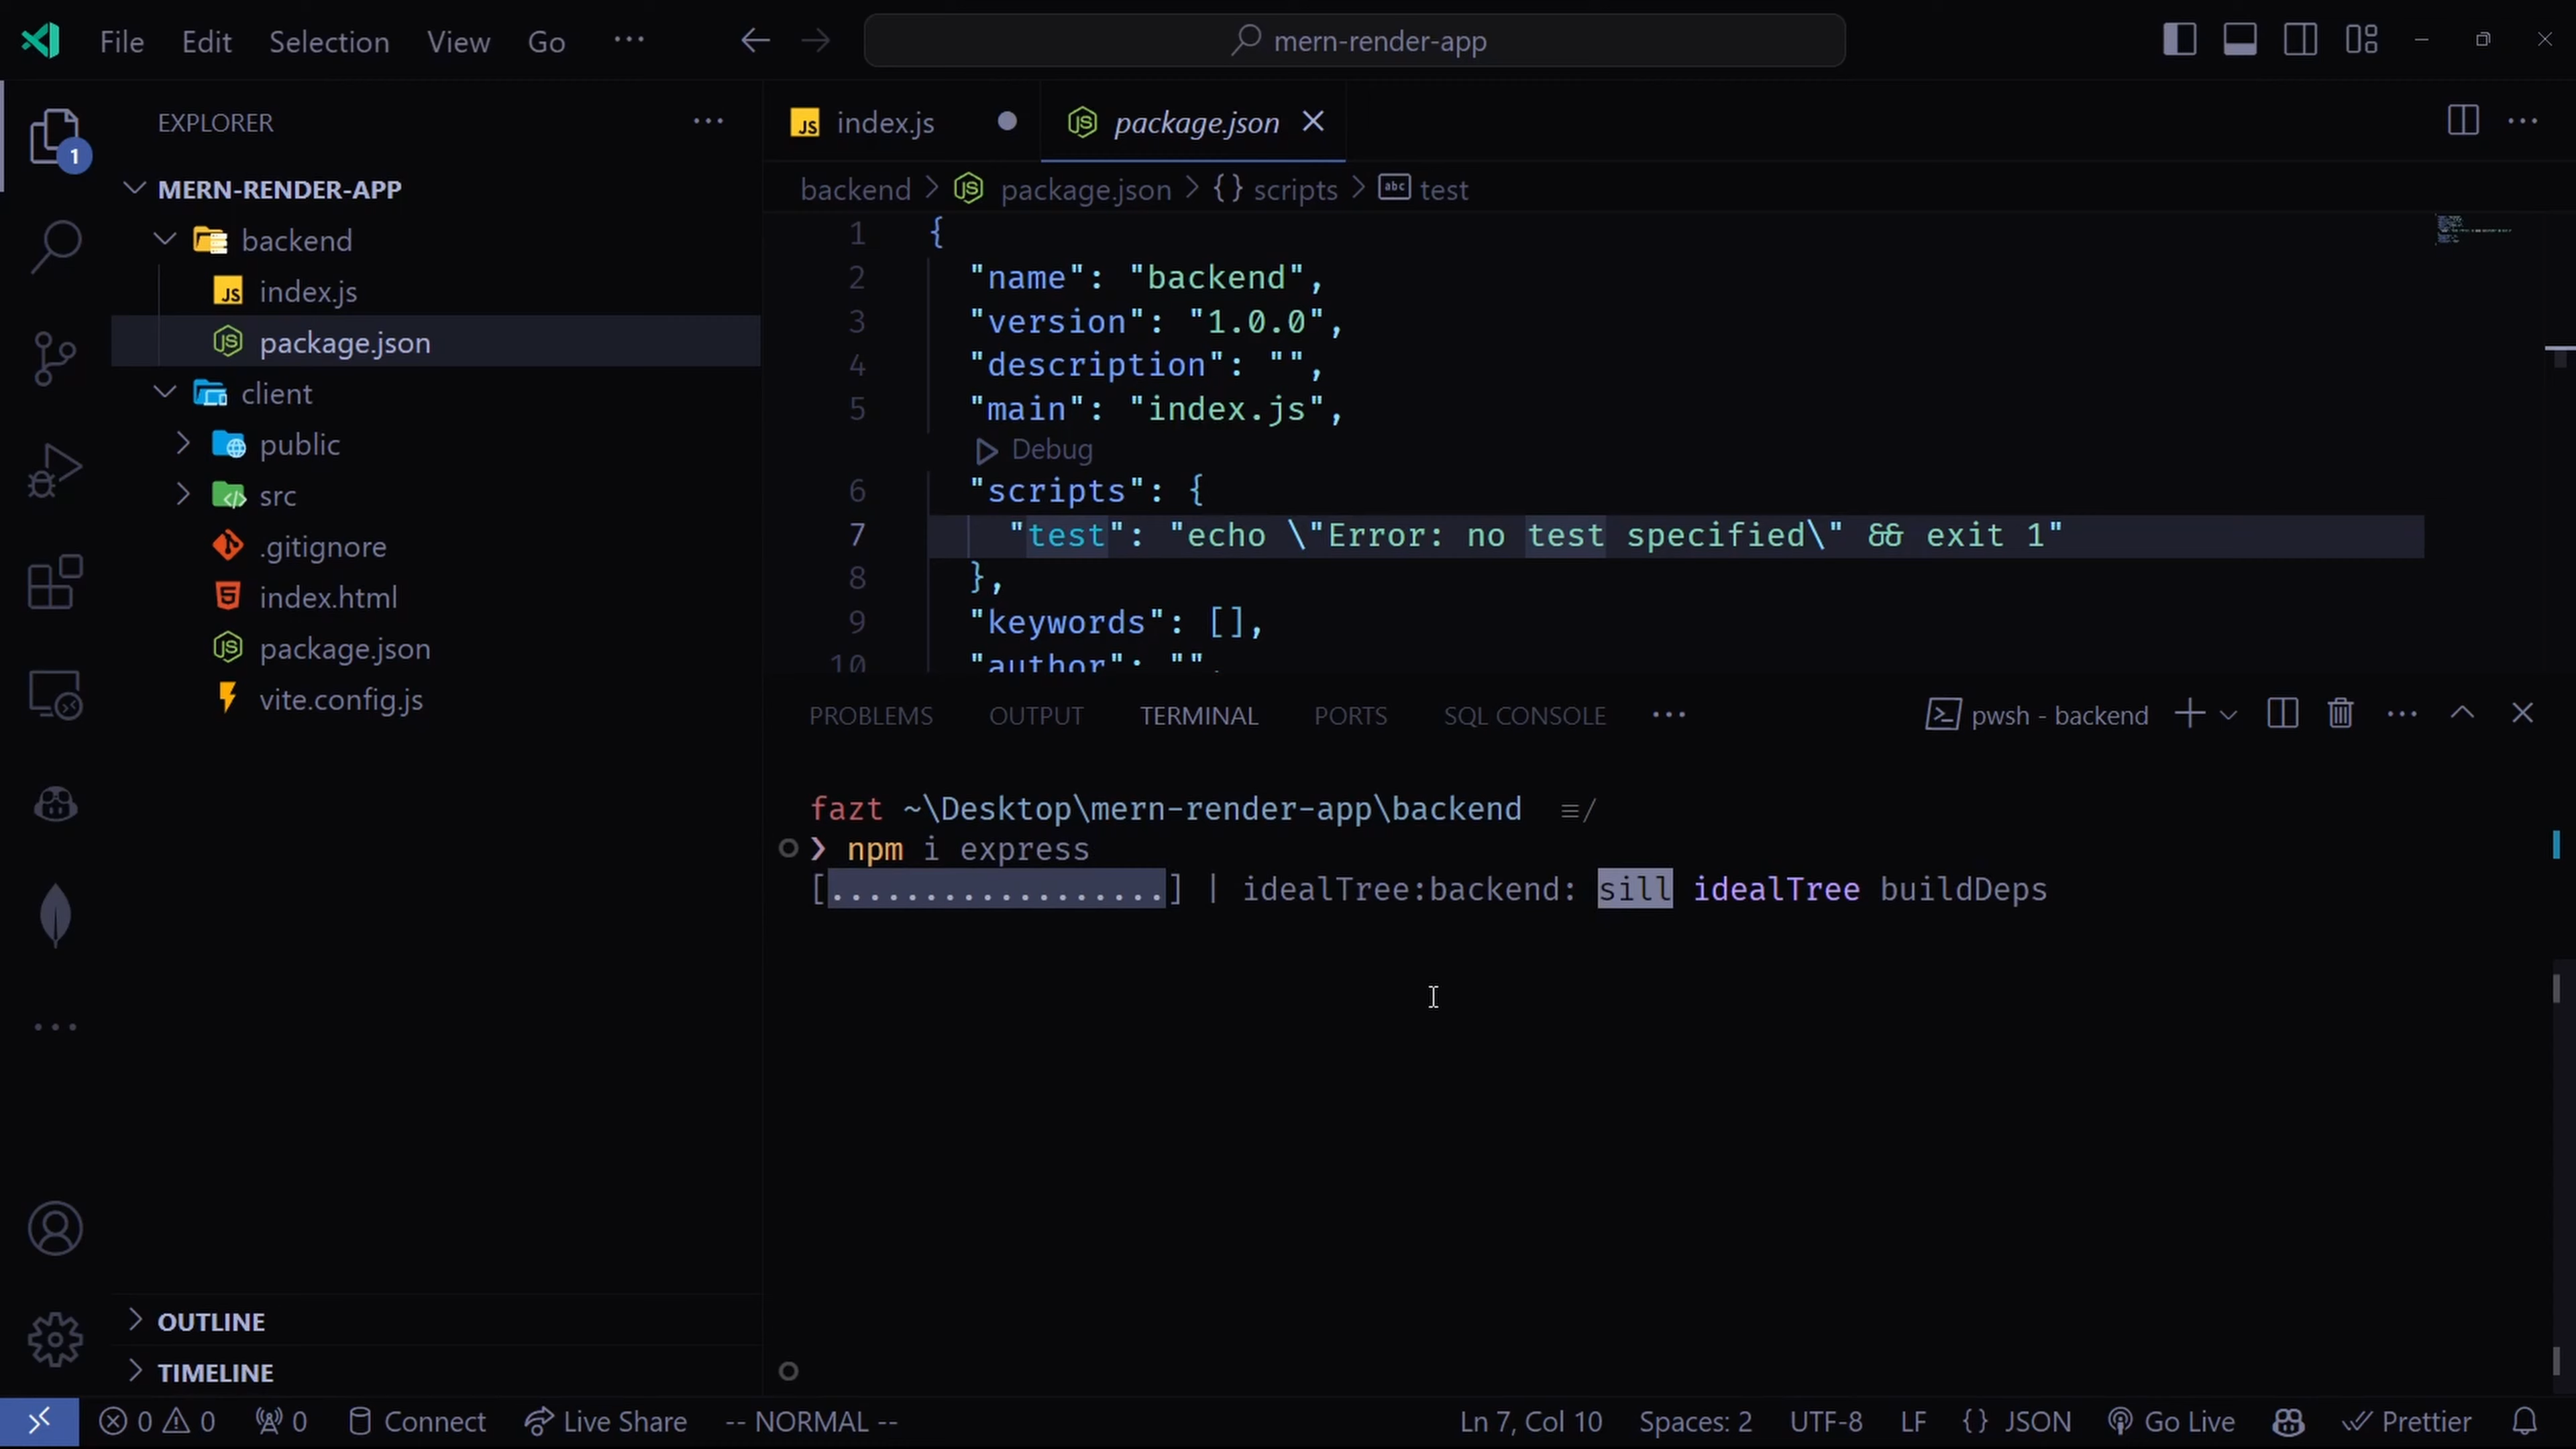 File Edit Selection View Go ... mern-render-app
EXPLORER
1
MERN-RENDER-APP
backend
index.js
package.json
client
public
src
.gitignore
index.html
package.json
vite.config.js
OUTLINE
TIMELINE
index.js package.json
backend > package.json > {} scripts > abc test
1 {
2 "name": "backend",
3 "version": "1.0.0",
4 "description": "",
5 "main": "index.js",
Debug
6 "scripts": {
7 "test": "echo \"Error: no test specified\" && exit 1"
8 },
9 "keywords": [],
10 "author": "",
PROBLEMS OUTPUT TERMINAL PORTS SQL CONSOLE ... pwsh - backend
fazt ~\Desktop\mern-render-app\backend ≡/
❯ npm i express
[..................] | idealTree:backend: sill idealTree buildDeps
0 0 0 Connect Live Share -- NORMAL -- Ln 7, Col 10 Spaces: 2 UTF-8 LF {} JSON Go Live Prettier